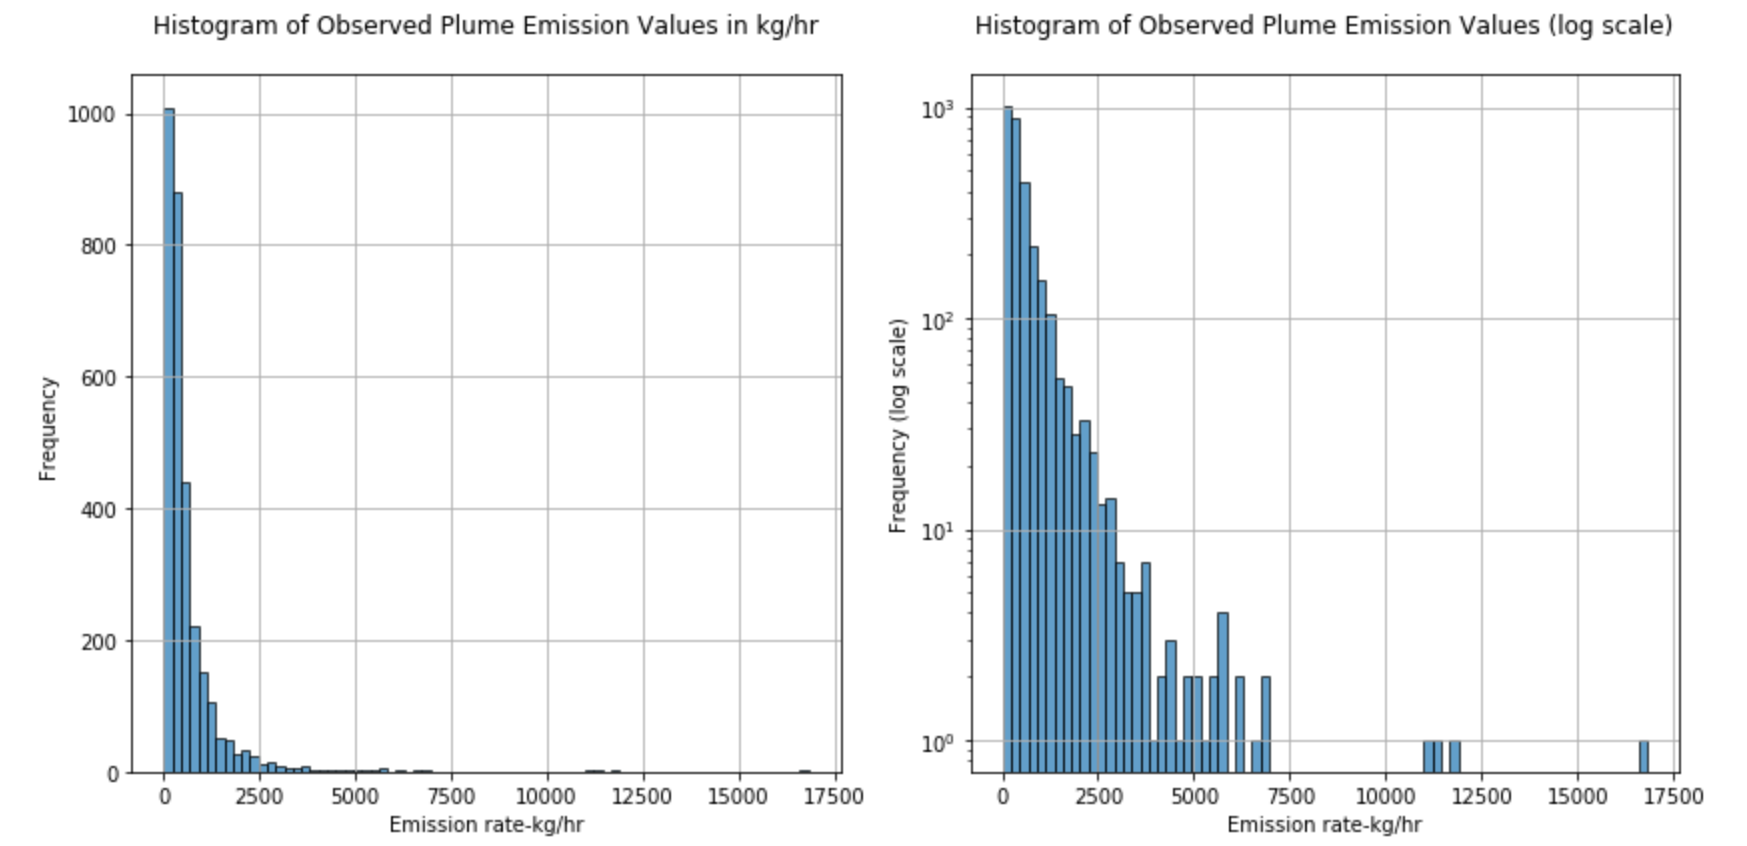 Histogram of Observed Plume Emission Values in kg/hr
1000
800
600
400
200
0
Frequency
0 2500 5000 7500 10000 12500 15000 17500
Emission rate-kg/hr
Histogram of Observed Plume Emission Values (log scale)
10³
10²
10¹
10⁰
Frequency (log scale)
0 2500 5000 7500 10000 12500 15000 17500
Emission rate-kg/hr